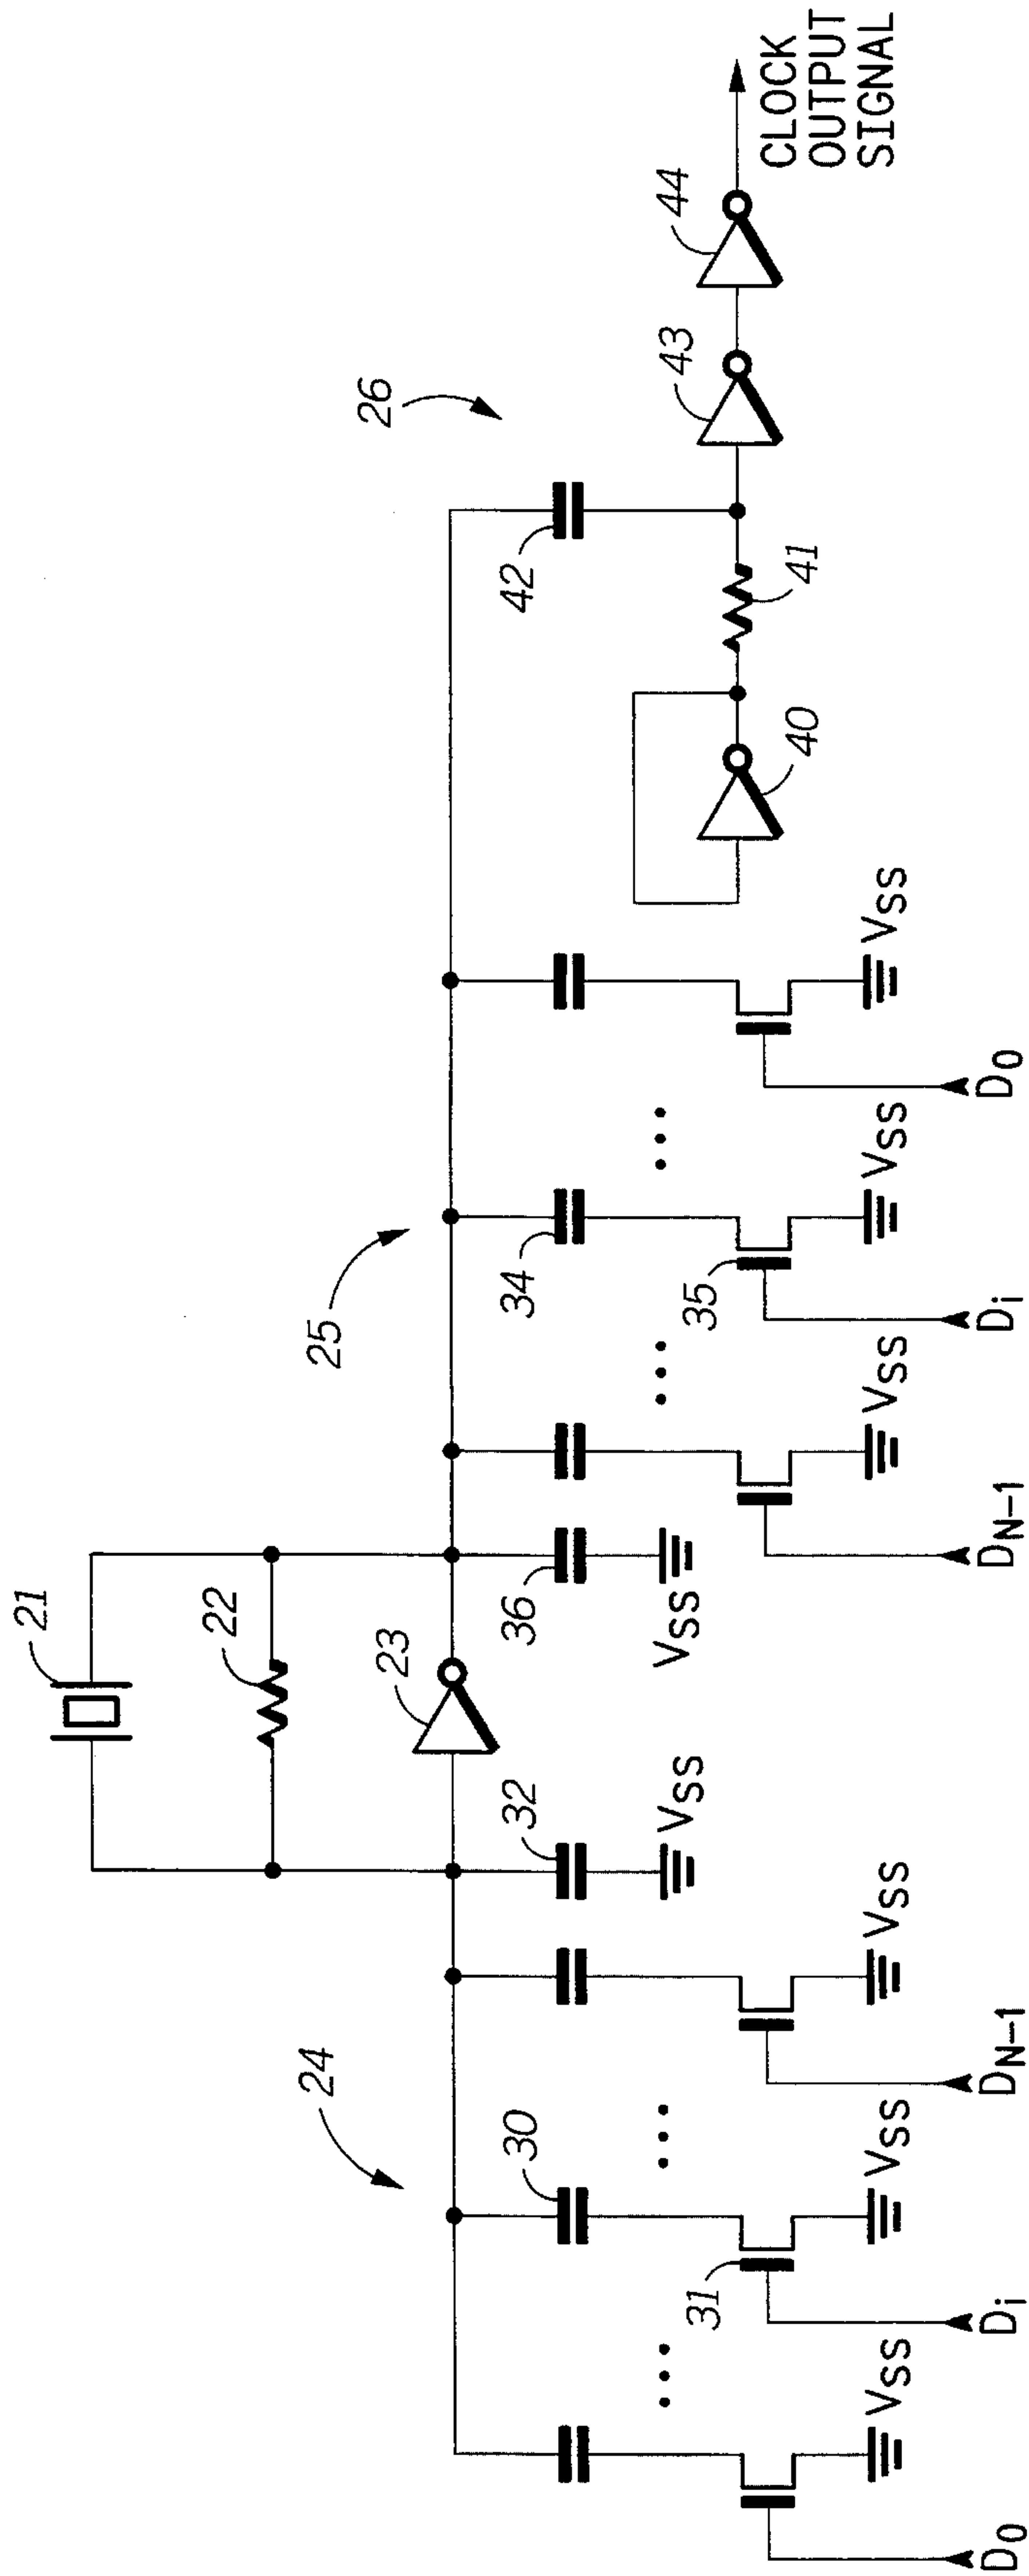 21
22
23
24
25
26
30
32
36
34
42
31
35
41
43
44
40
VSS
VSS
VSS
VSS
VSS
VSS
VSS
VSS
D0
Di
DN-1
DN-1
Di
D0
CLOCK
OUTPUT
SIGNAL